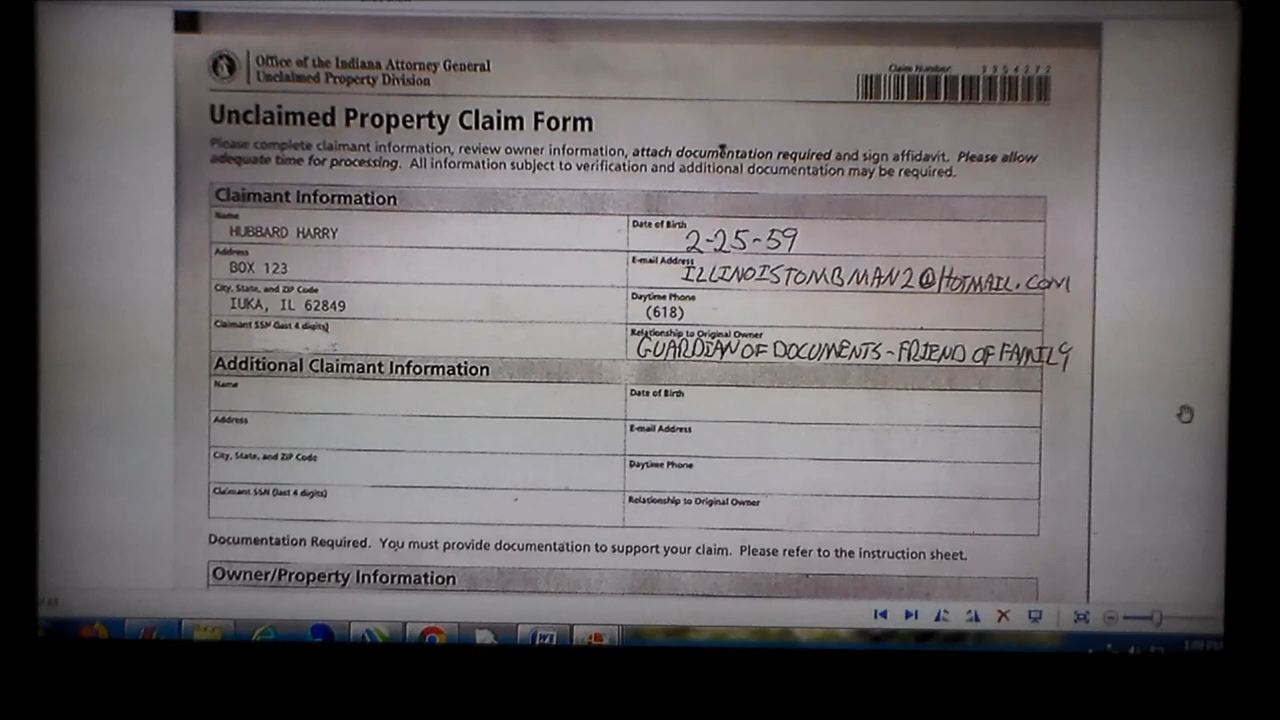 Office of the Indiana Attorney General
Unclaimed Property Division
Claim Number: 3354272
Unclaimed Property Claim Form
Please complete claimant information, review owner information, attach documentation required and sign affidavit. Please allow
adequate time for processing. All information subject to verification and additional documentation may be required.
Claimant Information
Name
HUBBARD HARRY
Date of Birth
2-25-59
Address
BOX 123
E-mail Address
ILLINOISTOMBMAN2@HOTMAIL.COM
City, State, and ZIP Code
IUKA, IL 62849
Daytime Phone
(618)
Claimant SSN (last 4 digits)
Relationship to Original Owner
GUARDIAN OF DOCUMENTS-FRIEND OF FAMILY
Additional Claimant Information
Name
Date of Birth
Address
E-mail Address
City, State, and ZIP Code
Daytime Phone
Claimant SSN (last 4 digits)
Relationship to Original Owner
Documentation Required. You must provide documentation to support your claim. Please refer to the instruction sheet.
Owner/Property Information